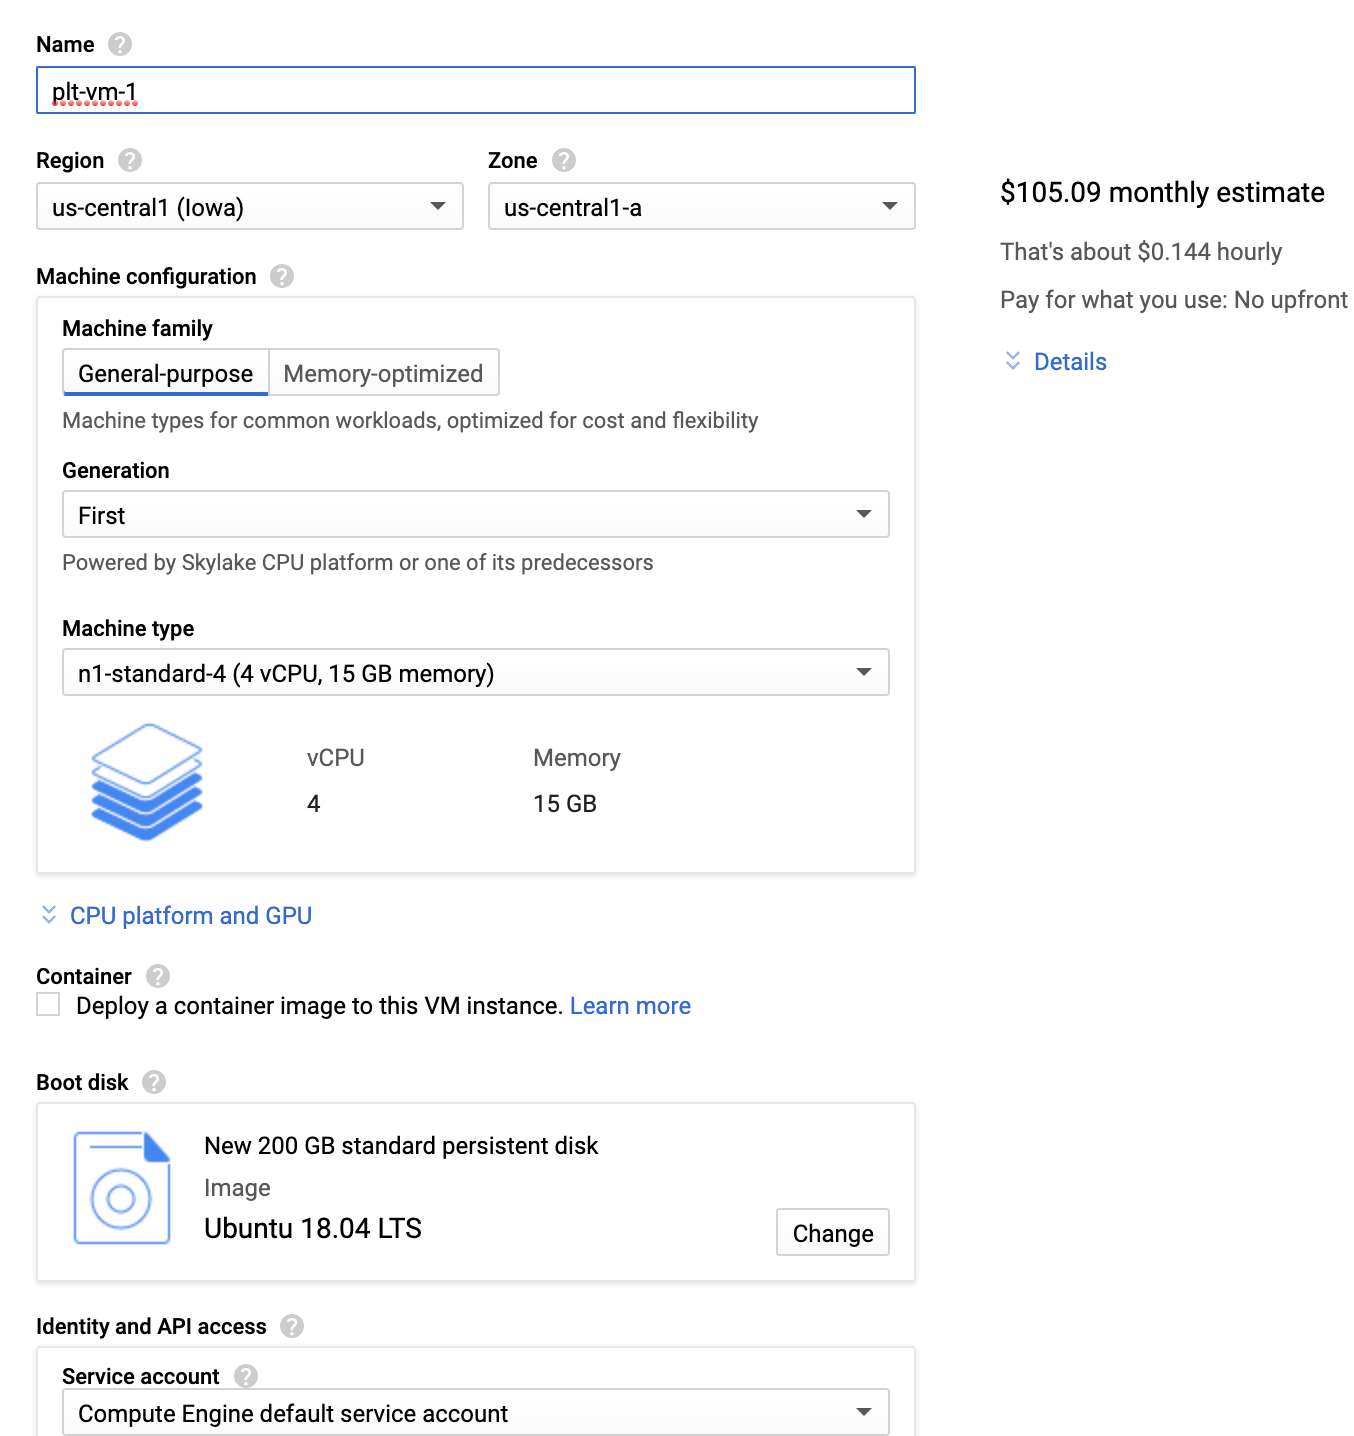 Name ?
plt-vm-1
Region ? Zone ?
us-central1 (Iowa) us-central1-a
$105.09 monthly estimate
That's about $0.144 hourly
Pay for what you use: No upfront
Details
Machine configuration ?
Machine family
General-purpose Memory-optimized
Machine types for common workloads, optimized for cost and flexibility
Generation
First
Powered by Skylake CPU platform or one of its predecessors
Machine type
n1-standard-4 (4 vCPU, 15 GB memory)
vCPU Memory
4 15 GB
CPU platform and GPU
Container ?
Deploy a container image to this VM instance. Learn more
Boot disk ?
New 200 GB standard persistent disk
Image
Ubuntu 18.04 LTS
Change
Identity and API access ?
Service account ?
Compute Engine default service account